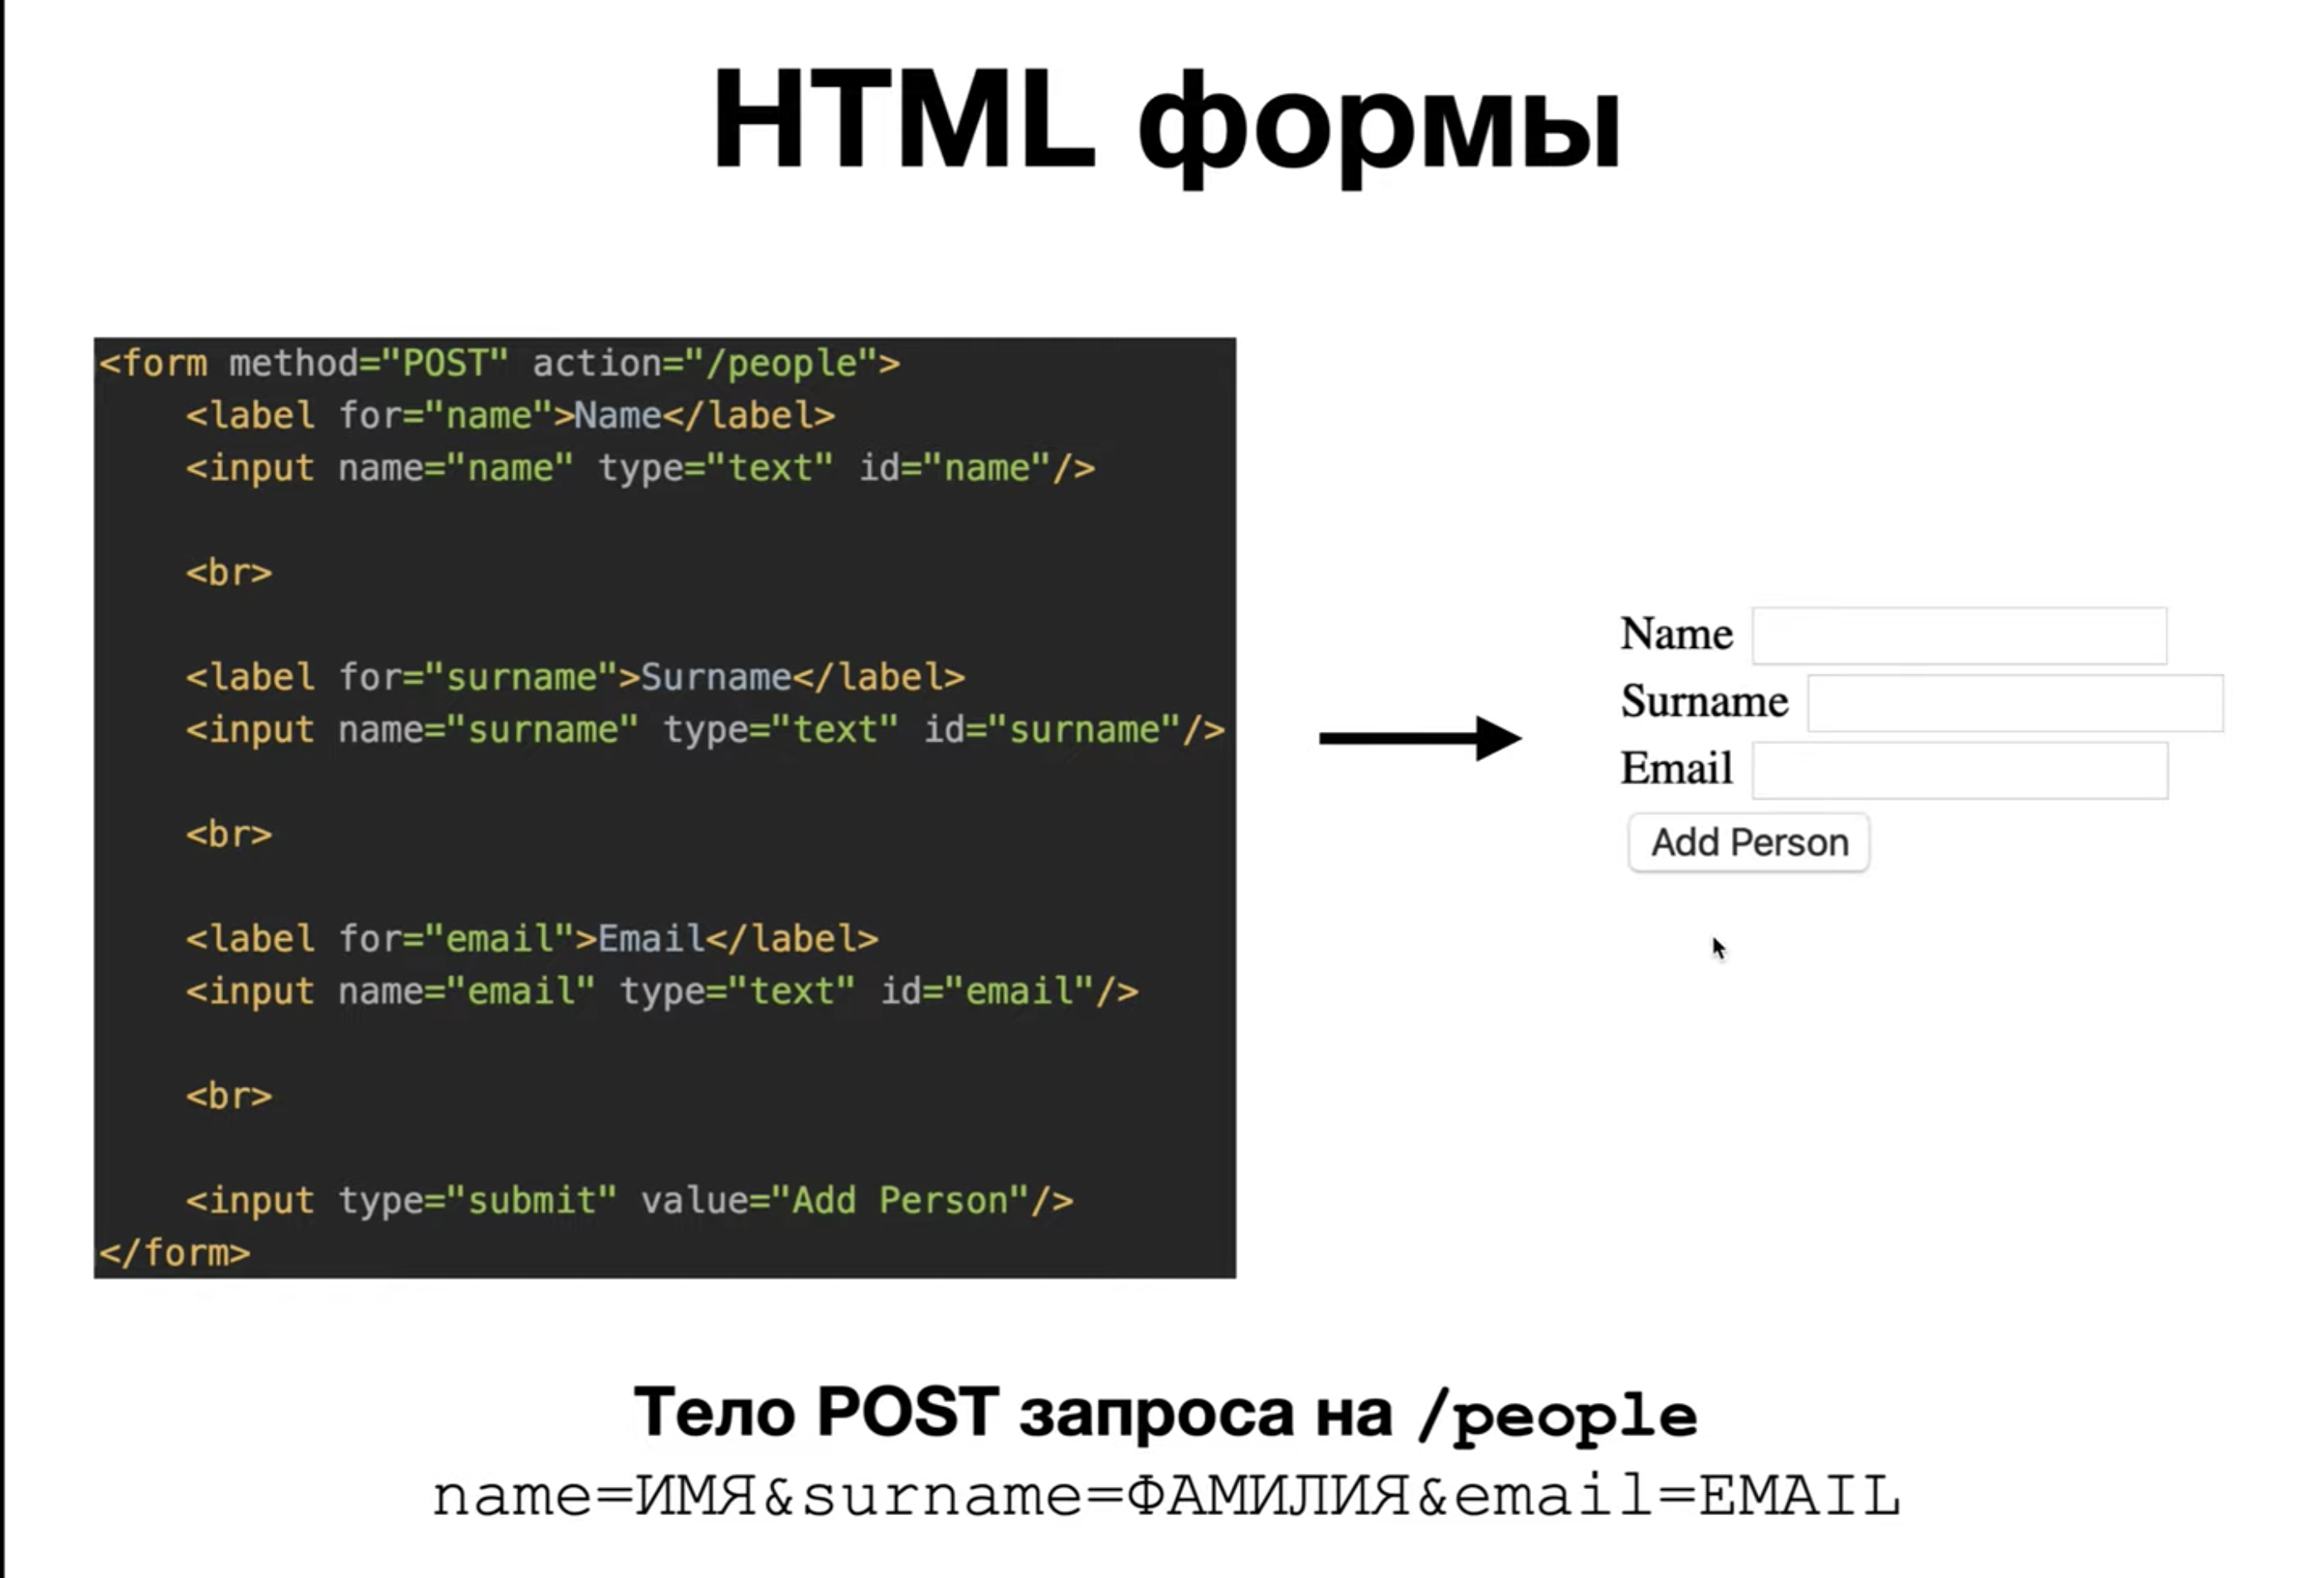 HTML формы
<form method="POST" action="/people">
<label for="name">Name</label>
<input name="name" type="text" id="name"/>
<br>
<label for="surname">Surname</label>
<input name="surname" type="text" id="surname"/>
<br>
<label for="email">Email</label>
<input name="email" type="text" id="email"/>
<br>
<input type="submit" value="Add Person"/>
</form>
Name
Surname
Email
Add Person
Тело POST запроса на /people
name=ИМЯ&surname=ФАМИЛИЯ&email=EMAIL